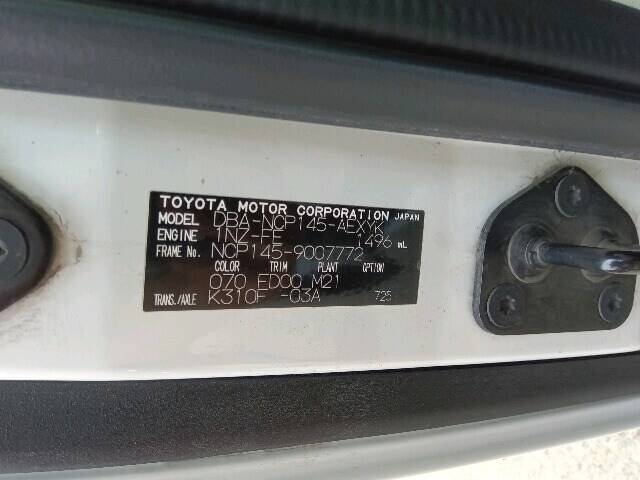 TOYOTA MOTOR CORPORATION JAPAN
MODEL DBA-NCP145-AEXYK
ENGINE 1NZ-FE 1496 mL
FRAME No. NCP145-9007772
COLOR TRIM PLANT OPTION
070 ED00 M21
TRANS./AXLE K310F -03A 725